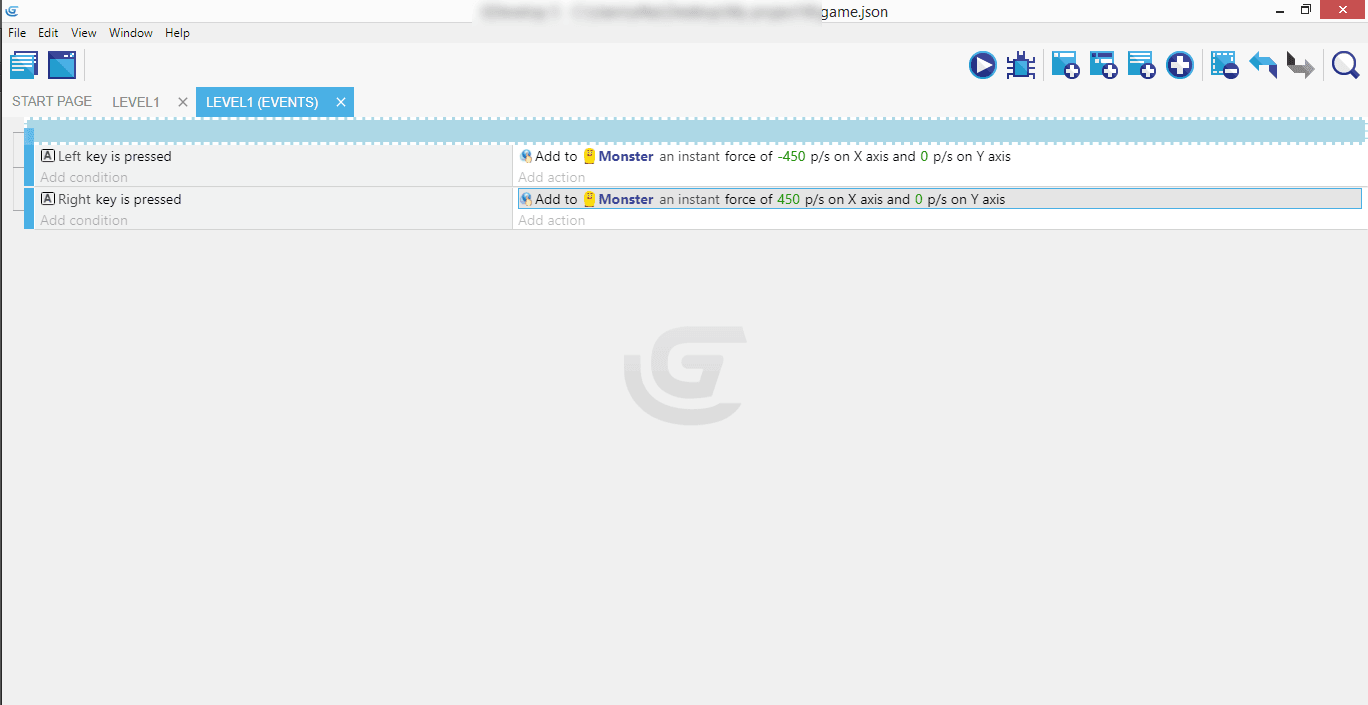 game.json
File Edit View Window Help
START PAGE LEVEL1 LEVEL1 (EVENTS)
A Left key is pressed
Add to Monster an instant force of -450 p/s on X axis and 0 p/s on Y axis
Add condition
Add action
A Right key is pressed
Add to Monster an instant force of 450 p/s on X axis and 0 p/s on Y axis
Add condition
Add action